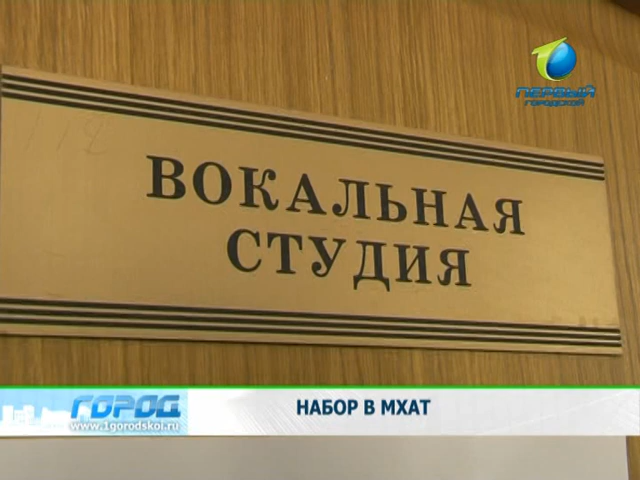 ПЕРВЫЙ
ГОРОДСКОЙ
ВОКАЛЬНАЯ
СТУДИЯ
ГОРОД
www.1gorodskoi.ru
НАБОР В МХАТ